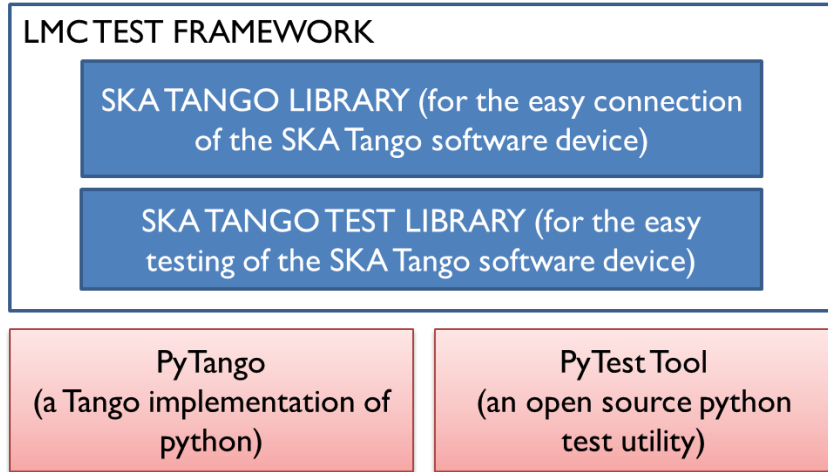 LMC TEST FRAMEWORK
SKA TANGO LIBRARY (for the easy connection
of the SKA Tango software device)
SKA TANGO TEST LIBRARY (for the easy
testing of the SKA Tango software device)
PyTango
(a Tango implementation of
python)
PyTest Tool
(an open source python
test utility)